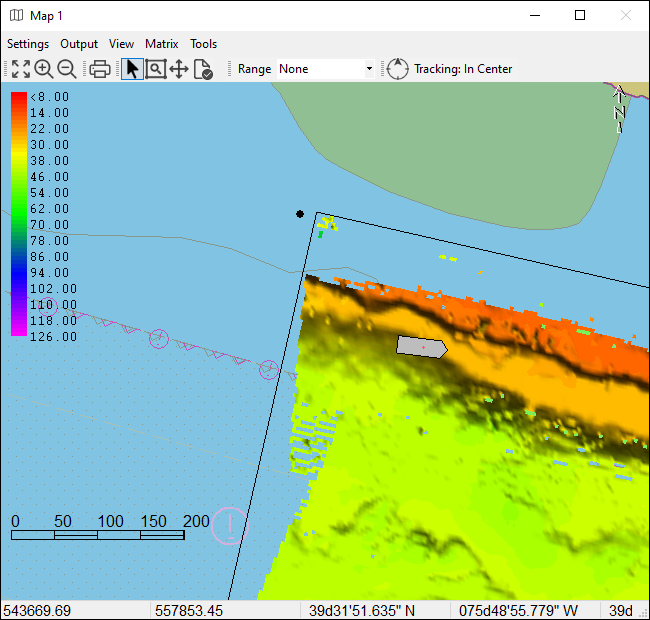 Map 1
Settings Output View Matrix Tools
Range None Tracking: In Center
<8.00
14.00
22.00
30.00
38.00
46.00
54.00
62.00
70.00
78.00
86.00
94.00
102.00
110.00
118.00
126.00
N
0 50 100 150 200
543669.69 557853.45 39d31'51.635" N 075d48'55.779" W 39d